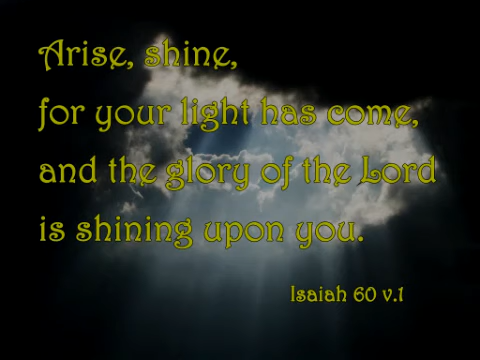 Arise, shine,
for your light has come,
and the glory of the Lord
is shining upon you.
Isaiah 60 v.1